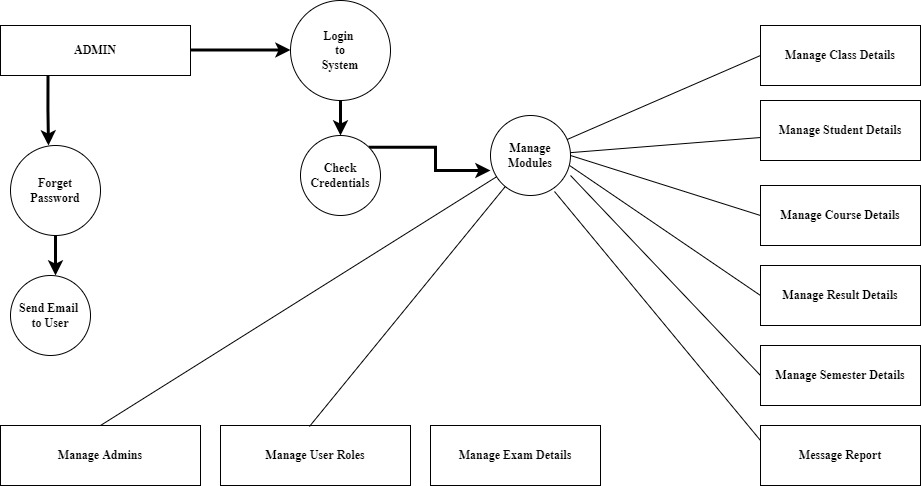 ADMIN
Login
to
System
Manage Class Details
Manage Student Details
Manage
Modules
Check
Credentials
Forget
Password
Manage Course Details
Manage Result Details
Send Email
to User
Manage Semester Details
Manage Admins
Manage User Roles
Manage Exam Details
Message Report